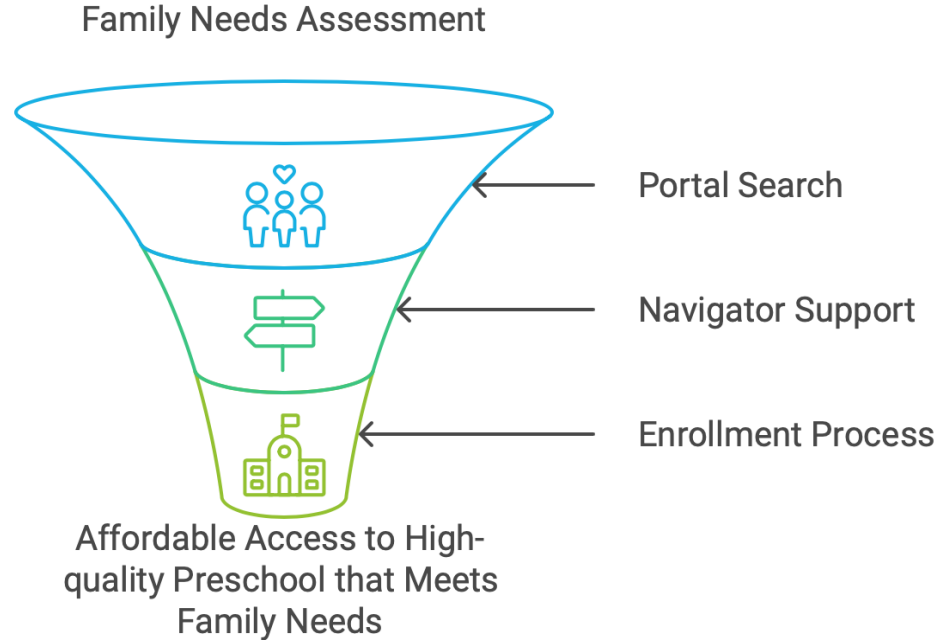 Family Needs Assessment
Portal Search
Navigator Support
Enrollment Process
Affordable Access to High-
quality Preschool that Meets
Family Needs